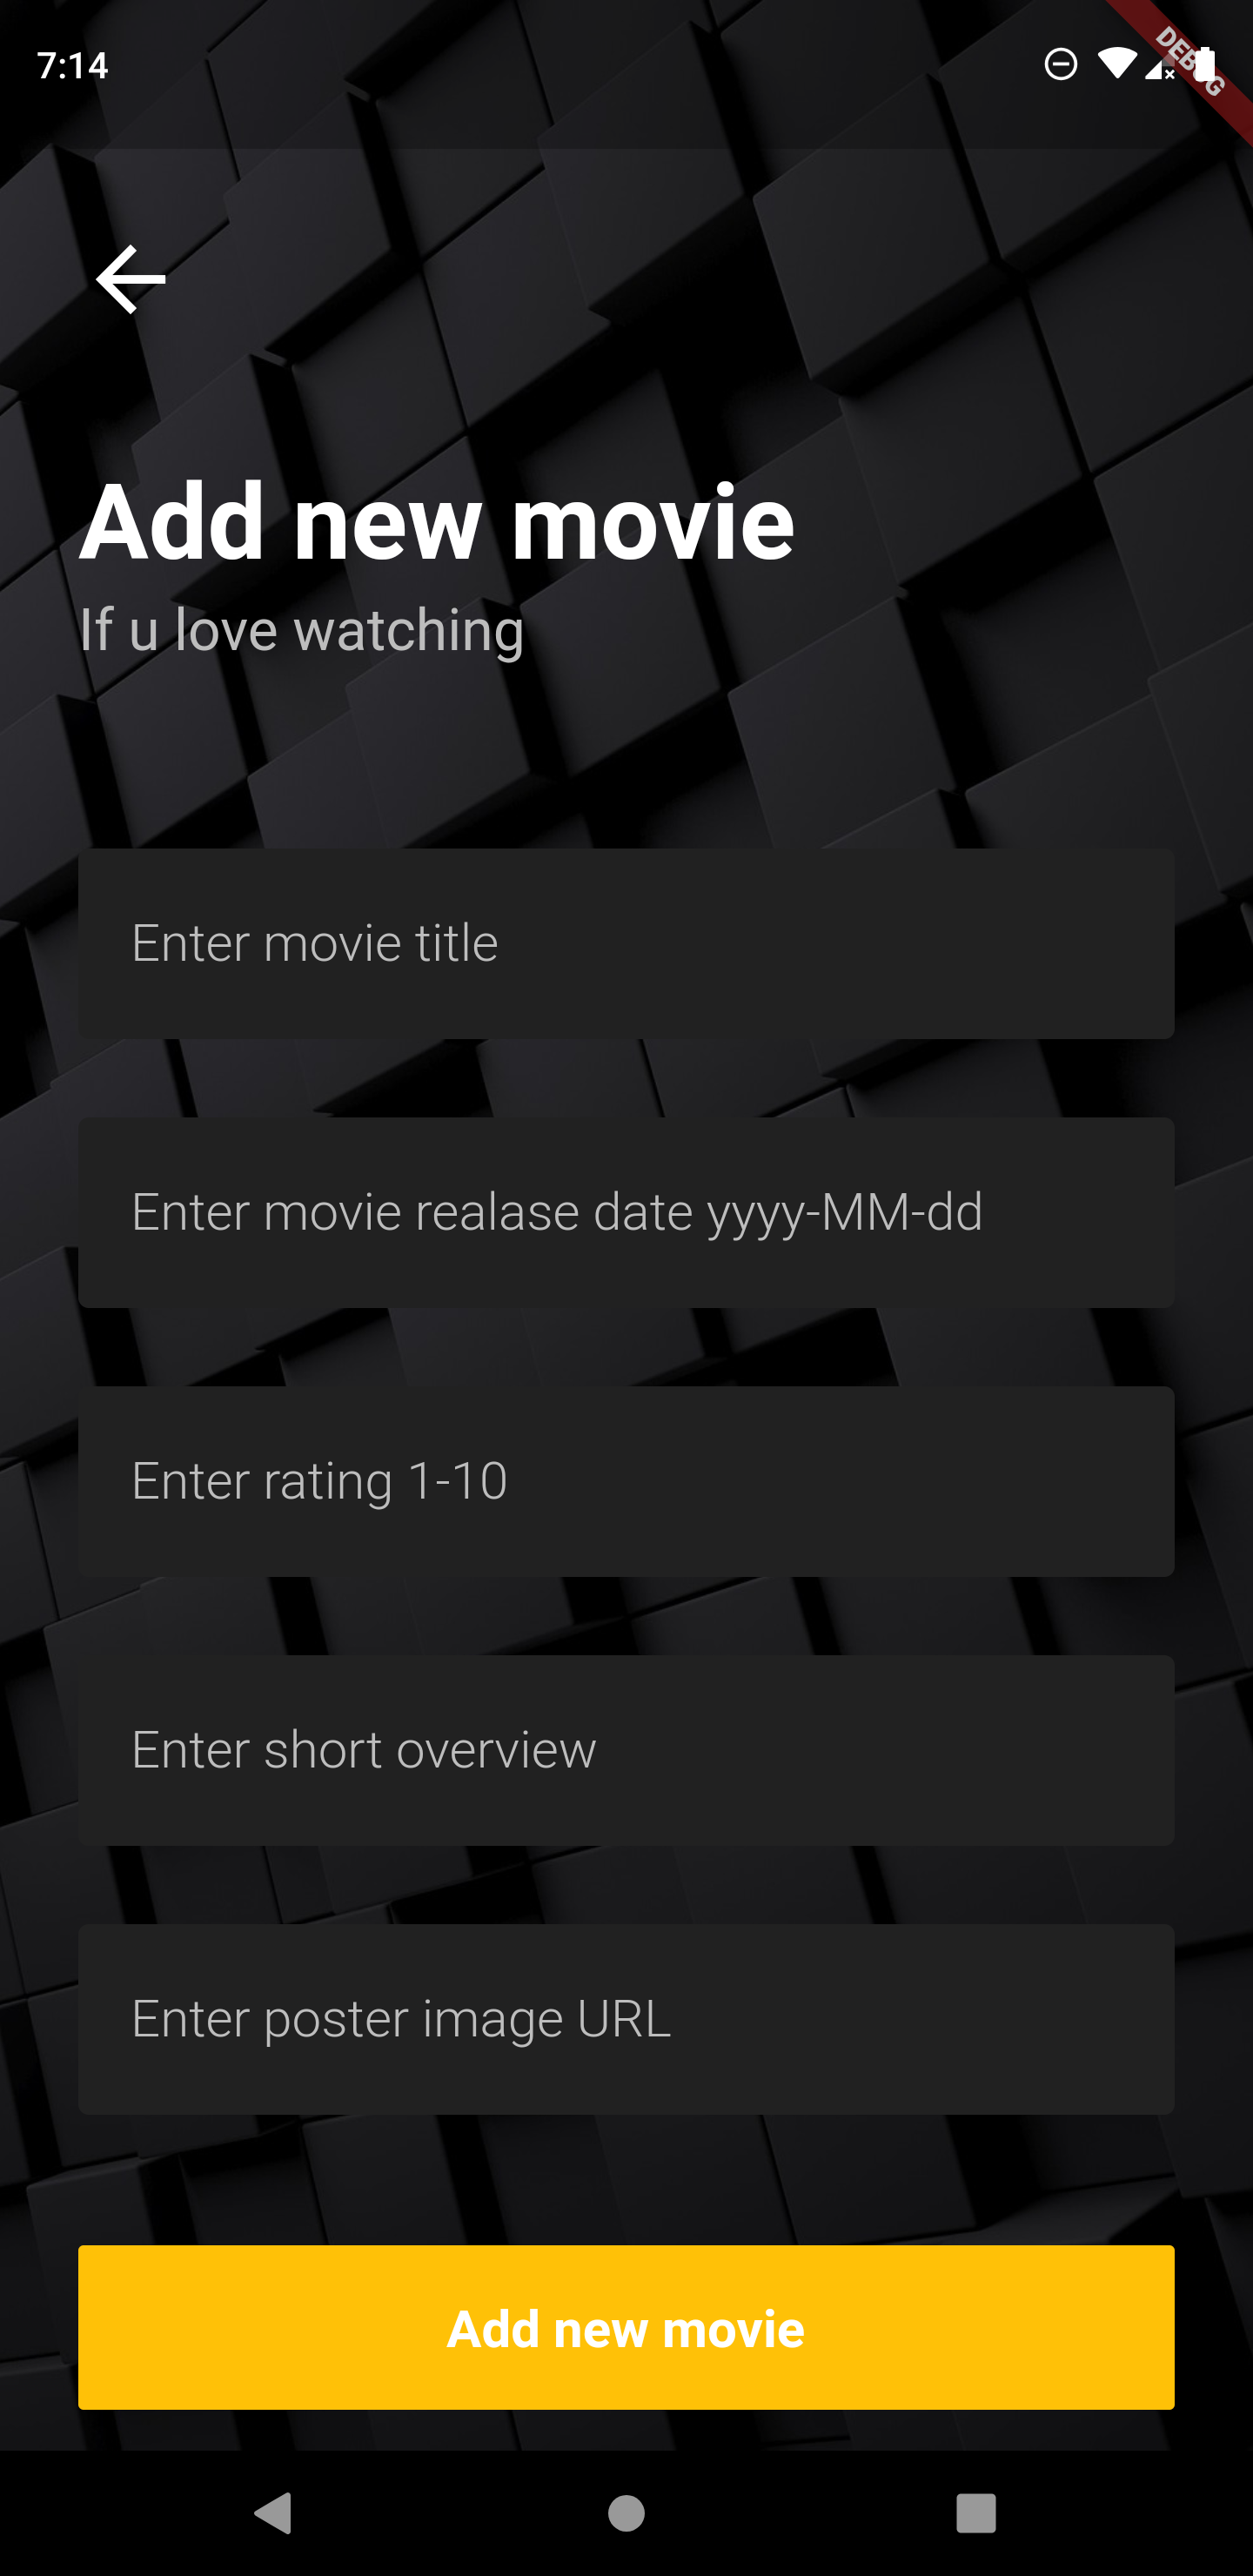 7:14
DEBUG
Add new movie
If u love watching
Enter movie title
Enter movie realase date yyyy-MM-dd
Enter rating 1-10
Enter short overview
Enter poster image URL
Add new movie